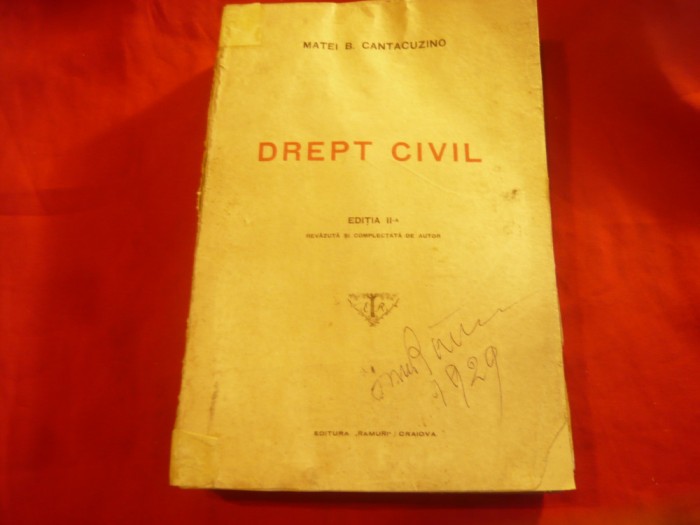 MATEI B. CANTACUZINO
DREPT CIVIL
EDIȚIA II-a
REVĂZUTĂ ȘI COMPLECTATĂ DE AUTOR
1929
EDITURA „RAMURI” CRAIOVA